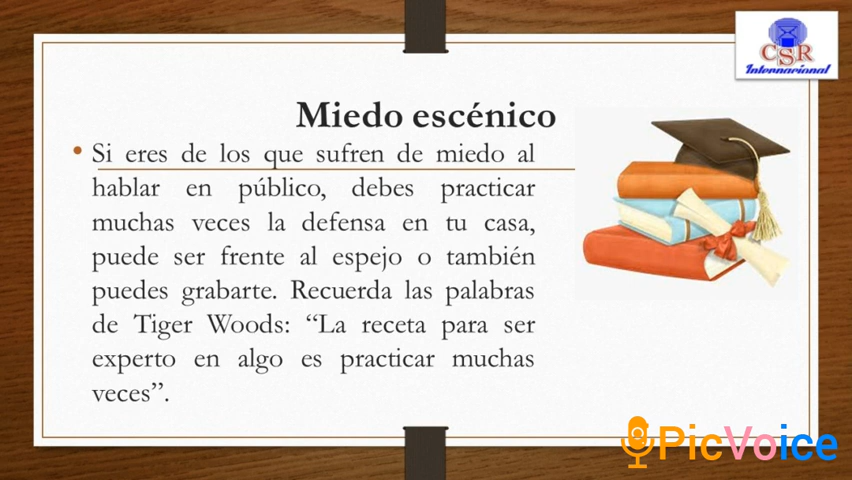 CSR
Internacional
Miedo escénico
• Si eres de los que sufren de miedo al
hablar en público, debes practicar
muchas veces la defensa en tu casa,
puede ser frente al espejo o también
puedes grabarte. Recuerda las palabras
de Tiger Woods: “La receta para ser
experto en algo es practicar muchas
veces”.
PicVoice